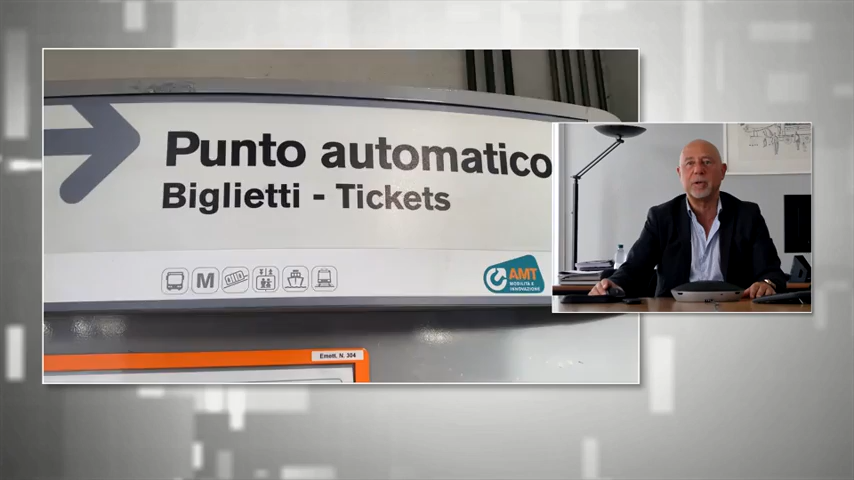 Punto automatico
Biglietti - Tickets
M
AMT
MOBILITÀ E
INNOVAZIONE
Emett. N. 304